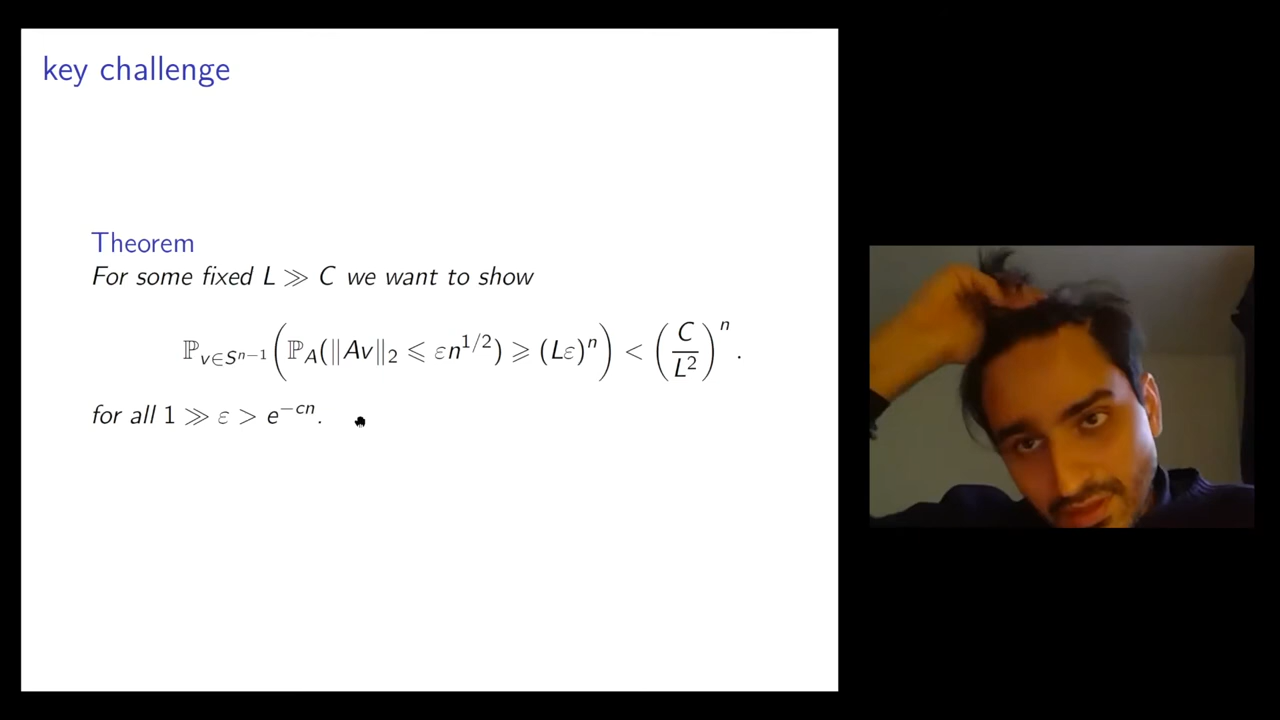 key challenge
Theorem
For some fixed L ≫ C we want to show
ℙ_{v∈S^{n−1}}(ℙ_A(‖Av‖₂ ⩽ εn^{1/2}) ⩾ (Lε)^n) < (C/L²)^n.
for all 1 ≫ ε > e^{−cn}.